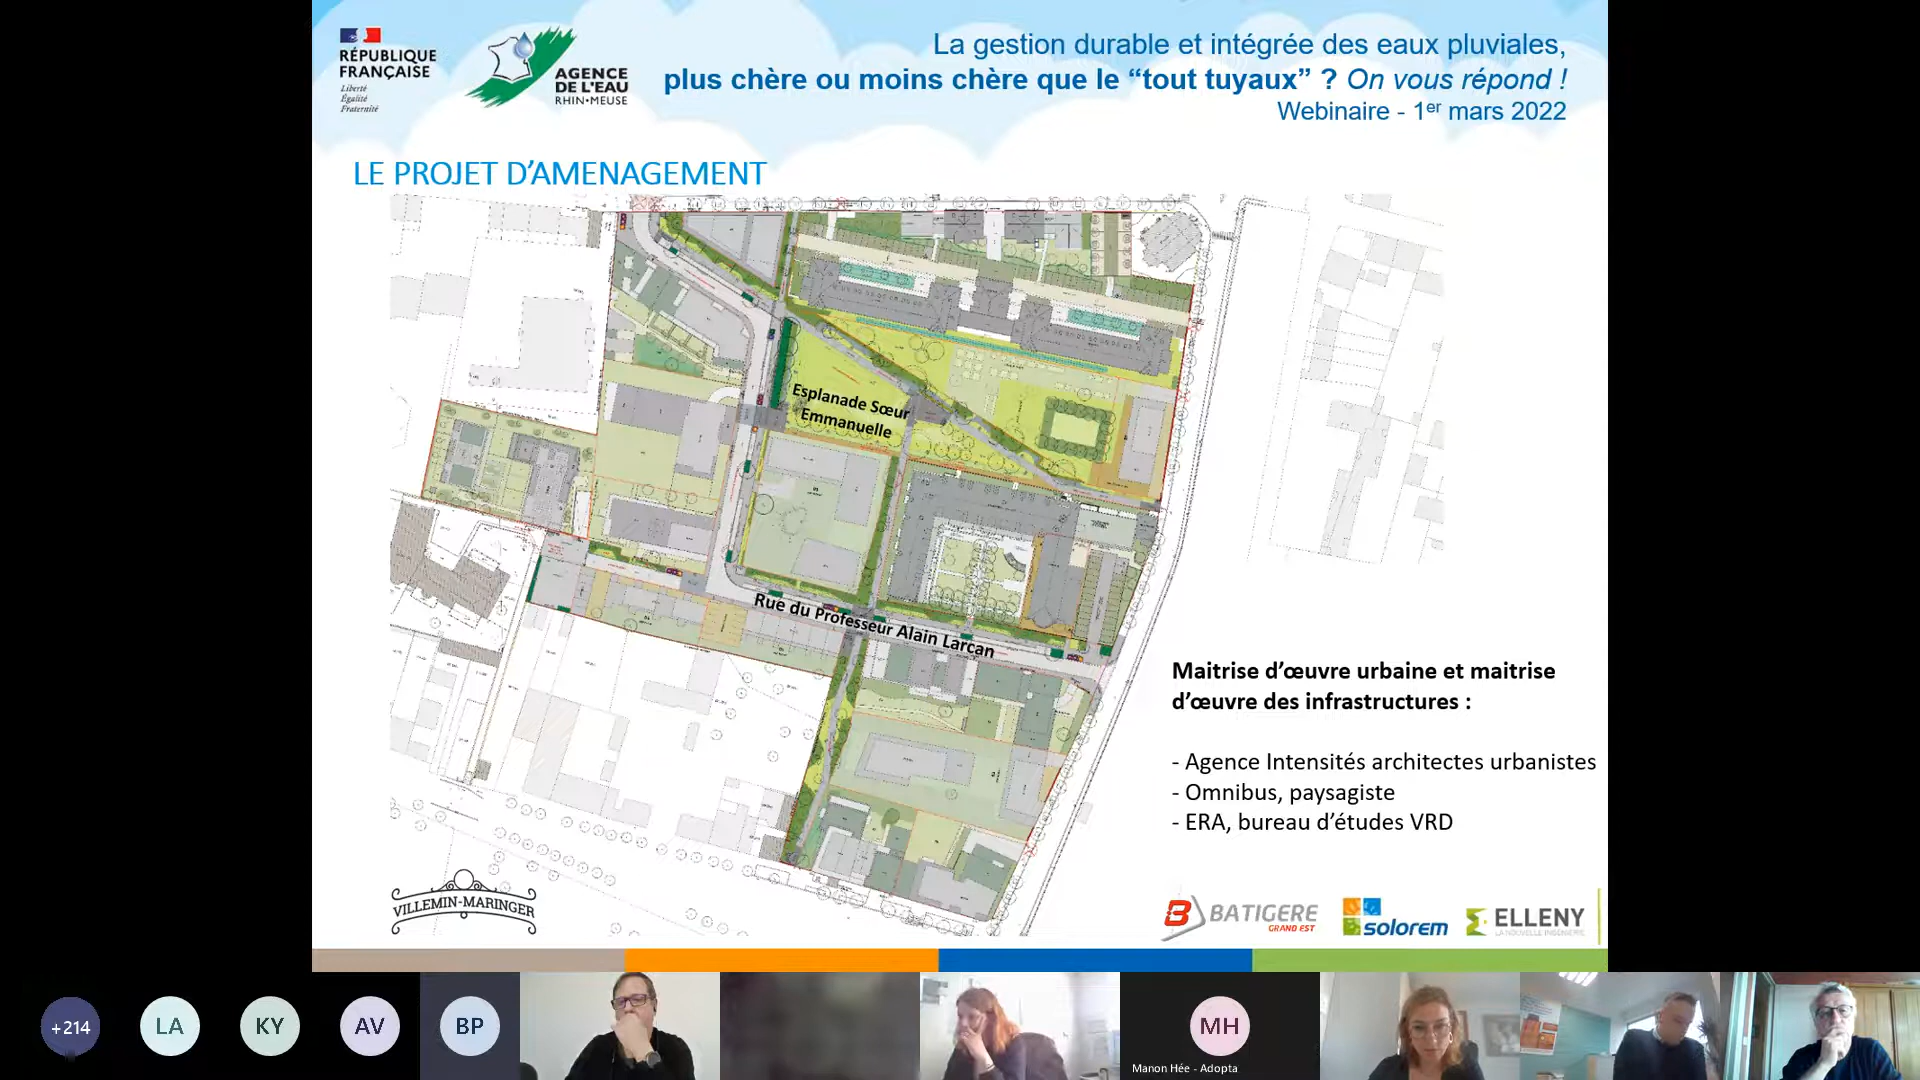 RÉPUBLIQUE
FRANÇAISE
Liberté
Égalité
Fraternité
AGENCE
DE L'EAU
RHIN•MEUSE
La gestion durable et intégrée des eaux pluviales,
plus chère ou moins chère que le “tout tuyaux” ? On vous répond !
Webinaire - 1er mars 2022
LE PROJET D’AMENAGEMENT
Esplanade Sœur
Emmanuelle
Rue du Professeur Alain Larcan
Maitrise d’œuvre urbaine et maitrise
d’œuvre des infrastructures :
- Agence Intensités architectes urbanistes
- Omnibus, paysagiste
- ERA, bureau d’études VRD
VILLEMIN-MARINGER
BATIGERE
GRAND EST
solorem
ELLENY
LA NOUVELLE INGÉNIERIE
+214
LA
KY
AV
BP
MH
Manon Hée - Adopta